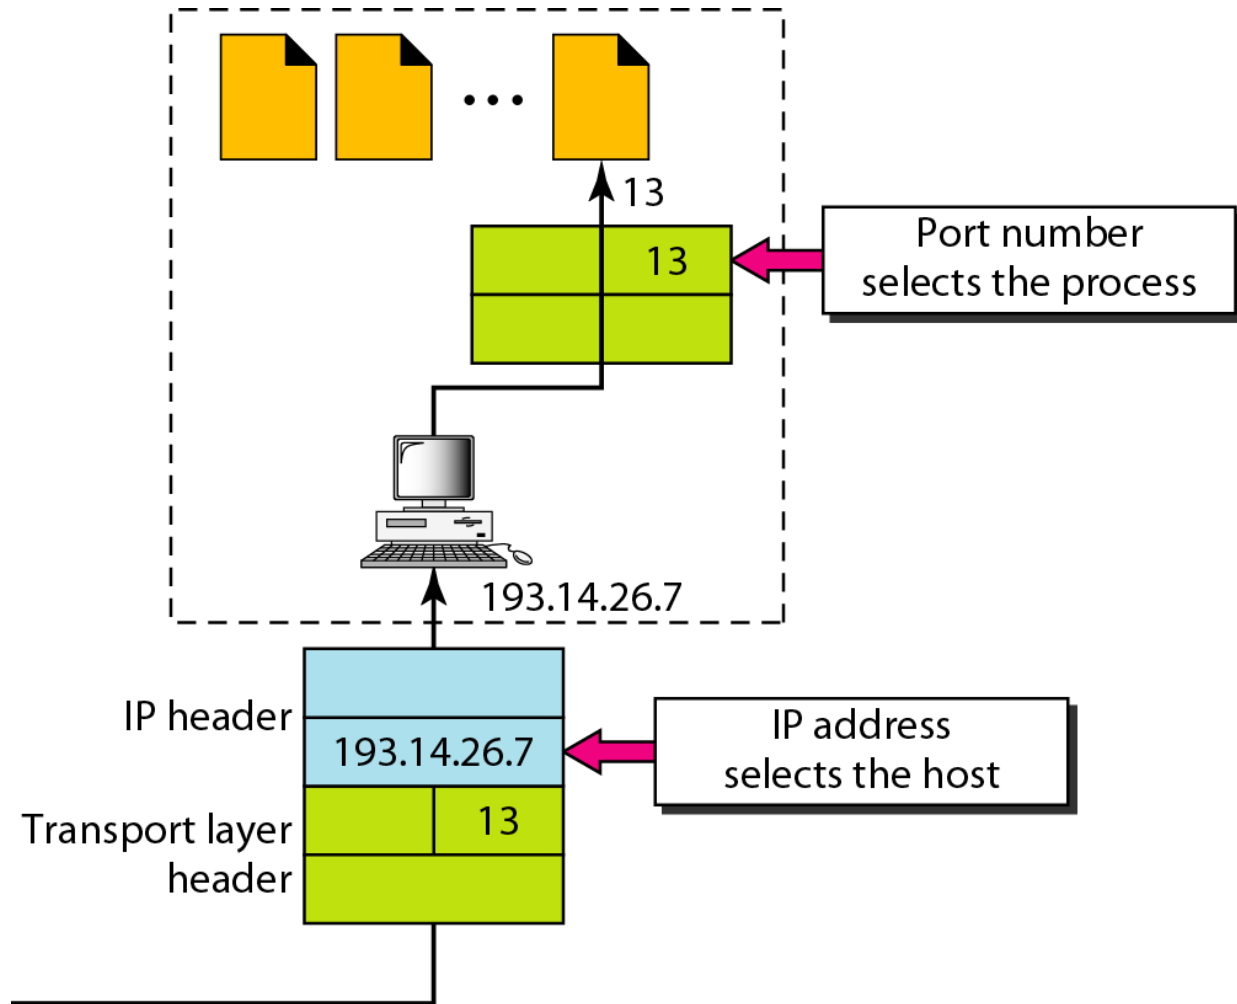 13
13
Port number
selects the process
193.14.26.7
IP header
193.14.26.7
IP address
selects the host
Transport layer
header
13